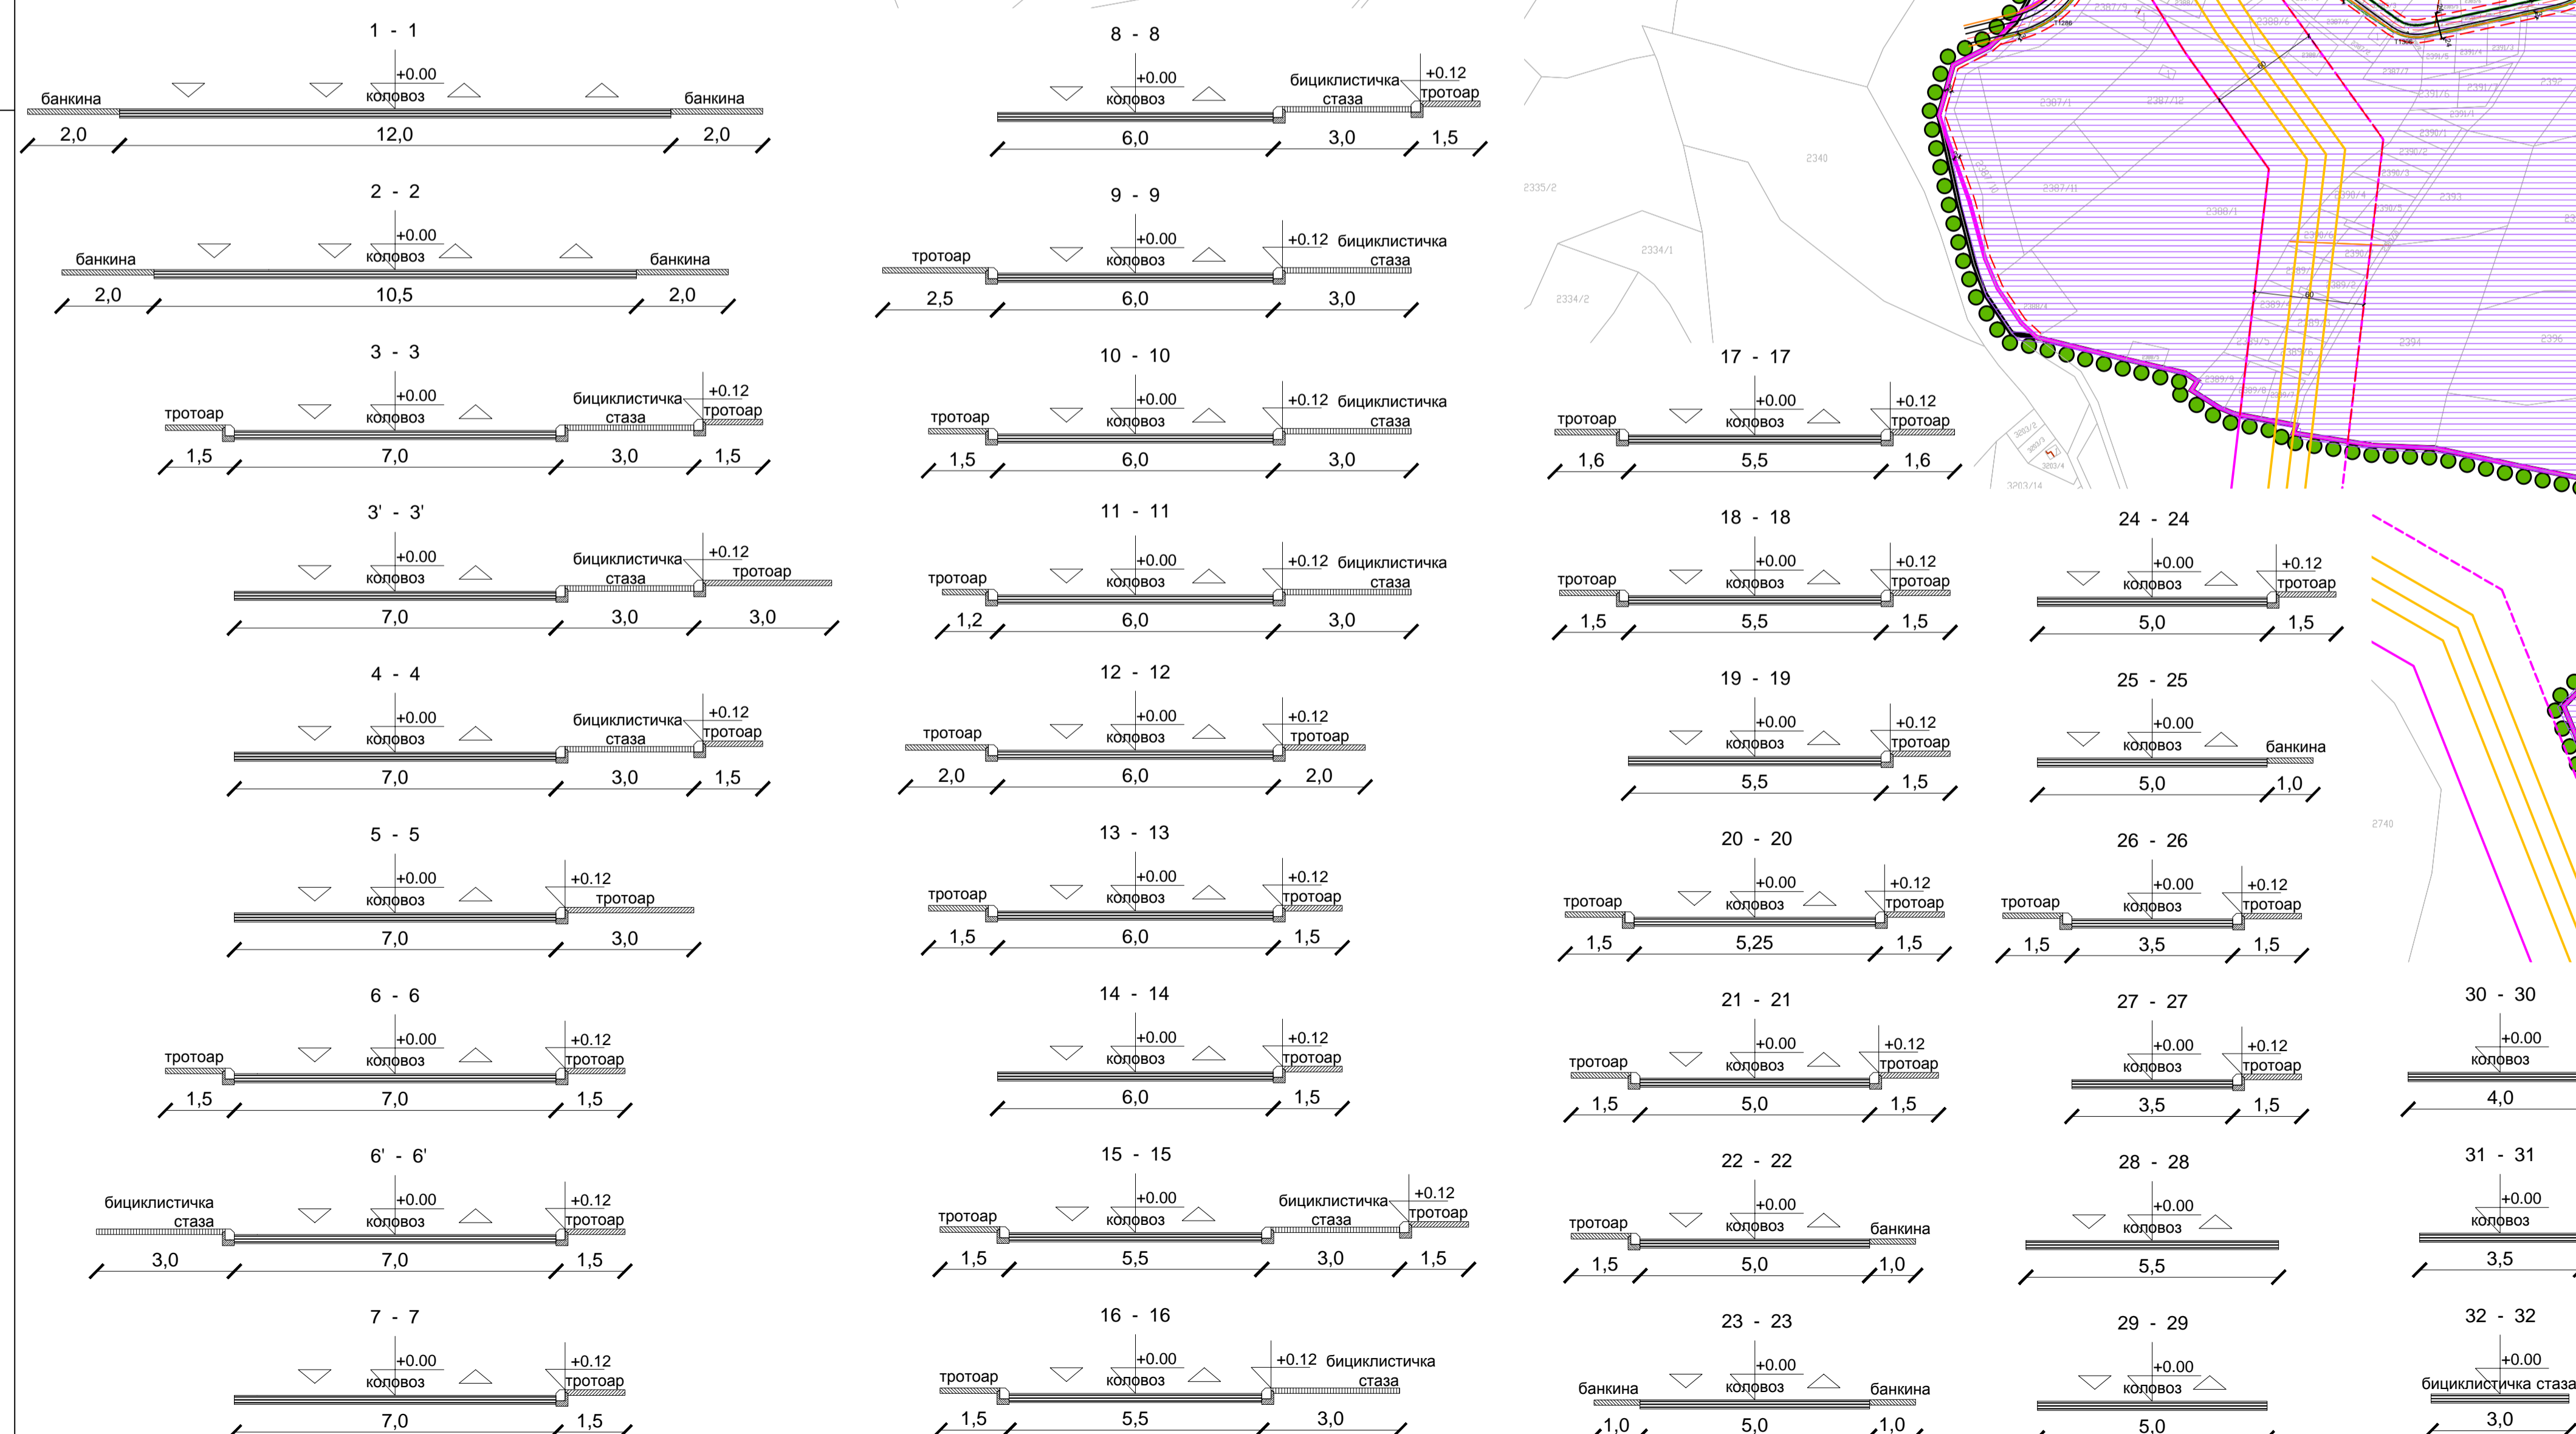 1 - 1
+0.00
банкина
коловоз
банкина
2,0
12,0
2,0
2 - 2
+0.00
банкина
коловоз
банкина
2,0
10,5
2,0
3 - 3
+0.00
+0.12
тротоар
коловоз
бициклистичка
стаза
тротоар
1,5
7,0
3,0
1,5
3' - 3'
+0.00
+0.12
коловоз
бициклистичка
стаза
тротоар
7,0
3,0
3,0
4 - 4
+0.00
+0.12
коловоз
бициклистичка
стаза
тротоар
7,0
3,0
1,5
5 - 5
+0.00
+0.12
коловоз
тротоар
7,0
3,0
6 - 6
+0.00
+0.12
тротоар
коловоз
тротоар
1,5
7,0
1,5
6' - 6'
+0.00
+0.12
бициклистичка
стаза
коловоз
тротоар
3,0
7,0
1,5
7 - 7
+0.00
+0.12
коловоз
тротоар
7,0
1,5
8 - 8
+0.00
+0.12
коловоз
бициклистичка
стаза
тротоар
6,0
3,0
1,5
9 - 9
+0.00
+0.12
тротоар
коловоз
бициклистичка
стаза
2,5
6,0
3,0
10 - 10
+0.00
+0.12
тротоар
коловоз
бициклистичка
стаза
1,5
6,0
3,0
11 - 11
+0.00
+0.12
тротоар
коловоз
бициклистичка
стаза
1,2
6,0
3,0
12 - 12
+0.00
+0.12
тротоар
коловоз
тротоар
2,0
6,0
2,0
13 - 13
+0.00
+0.12
тротоар
коловоз
тротоар
1,5
6,0
1,5
14 - 14
+0.00
+0.12
коловоз
тротоар
6,0
1,5
15 - 15
+0.00
+0.12
тротоар
коловоз
бициклистичка
стаза
тротоар
1,5
5,5
3,0
1,5
16 - 16
+0.00
+0.12
тротоар
коловоз
бициклистичка
стаза
1,5
5,5
3,0
17 - 17
+0.00
+0.12
тротоар
коловоз
тротоар
1,6
5,5
1,6
18 - 18
+0.00
+0.12
тротоар
коловоз
тротоар
1,5
5,5
1,5
19 - 19
+0.00
+0.12
коловоз
тротоар
5,5
1,5
20 - 20
+0.00
+0.12
тротоар
коловоз
тротоар
1,5
5,25
1,5
21 - 21
+0.00
+0.12
тротоар
коловоз
тротоар
1,5
5,0
1,5
22 - 22
+0.00
тротоар
коловоз
банкина
1,5
5,0
1,0
23 - 23
+0.00
банкина
коловоз
банкина
1,0
5,0
1,0
24 - 24
+0.00
+0.12
коловоз
тротоар
5,0
1,5
25 - 25
+0.00
коловоз
банкина
5,0
1,0
26 - 26
+0.00
+0.12
тротоар
коловоз
тротоар
1,5
3,5
1,5
27 - 27
+0.00
+0.12
коловоз
тротоар
3,5
1,5
28 - 28
+0.00
коловоз
5,5
29 - 29
+0.00
коловоз
5,0
30 - 30
+0.00
коловоз
4,0
31 - 31
+0.00
коловоз
3,5
32 - 32
+0.00
бициклистичка стаза
3,0
2335/2
2340
2334/1
2334/2
2387/1
2387/12
2387/11
2388/1
2393
2394
2396
2392
3203/2
3203/4
3203/14
2740
60
60